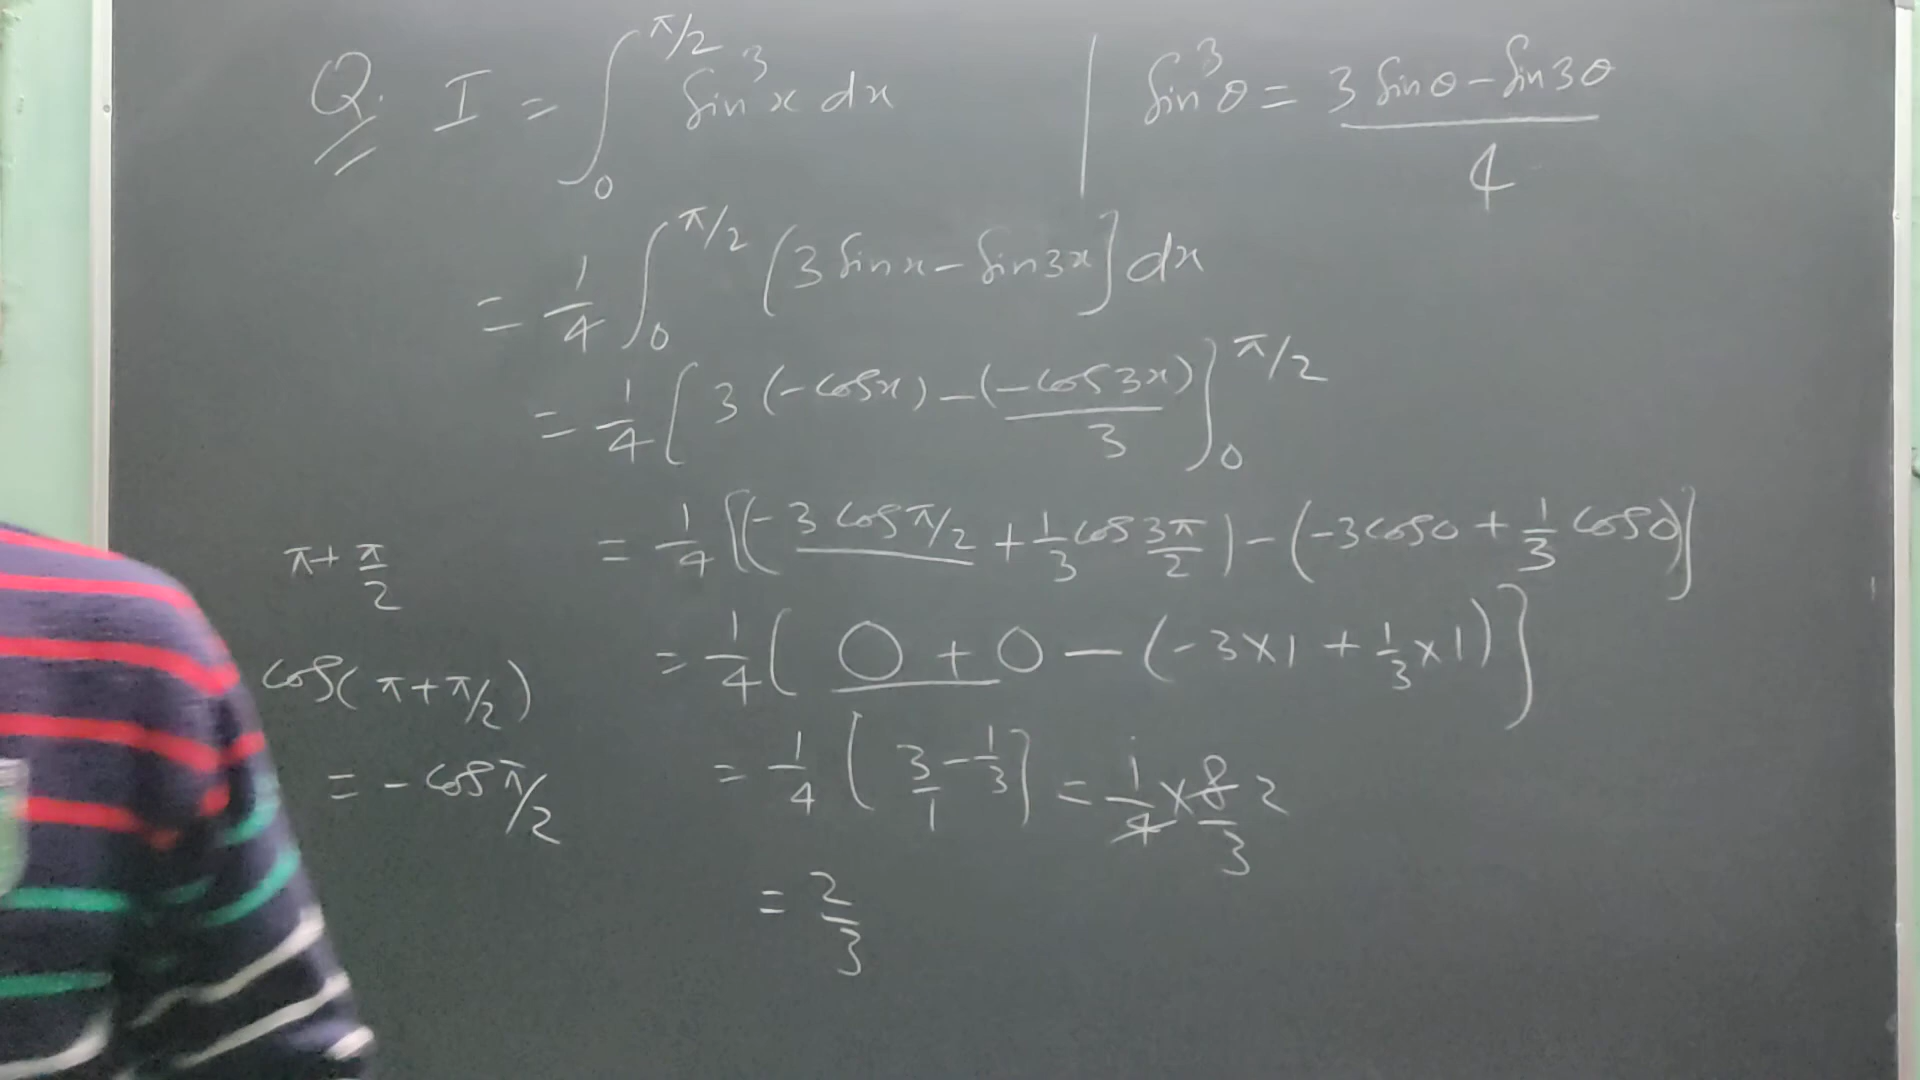 Q. I = ∫₀^{π/2} sin³x dx | sin³θ = (3 sinθ - sin3θ)/4
= 1/4 ∫₀^{π/2} (3 sinx - sin3x] dx
= 1/4 [3 (-cosx) - (-cos3x)/3]₀^{π/2}
= 1/4 [(-3 cos π/2 + 1/3 cos 3π/2) - (-3cos0 + 1/3 cos0)]
π + π/2
= 1/4 ( 0 + 0 - (-3×1 + 1/3 ×1) }
cos(π + π/2)
= - cos π/2
= 1/4 ( 3/1 - 1/3 ] = 1/4 × 8/3 2
= 2/3